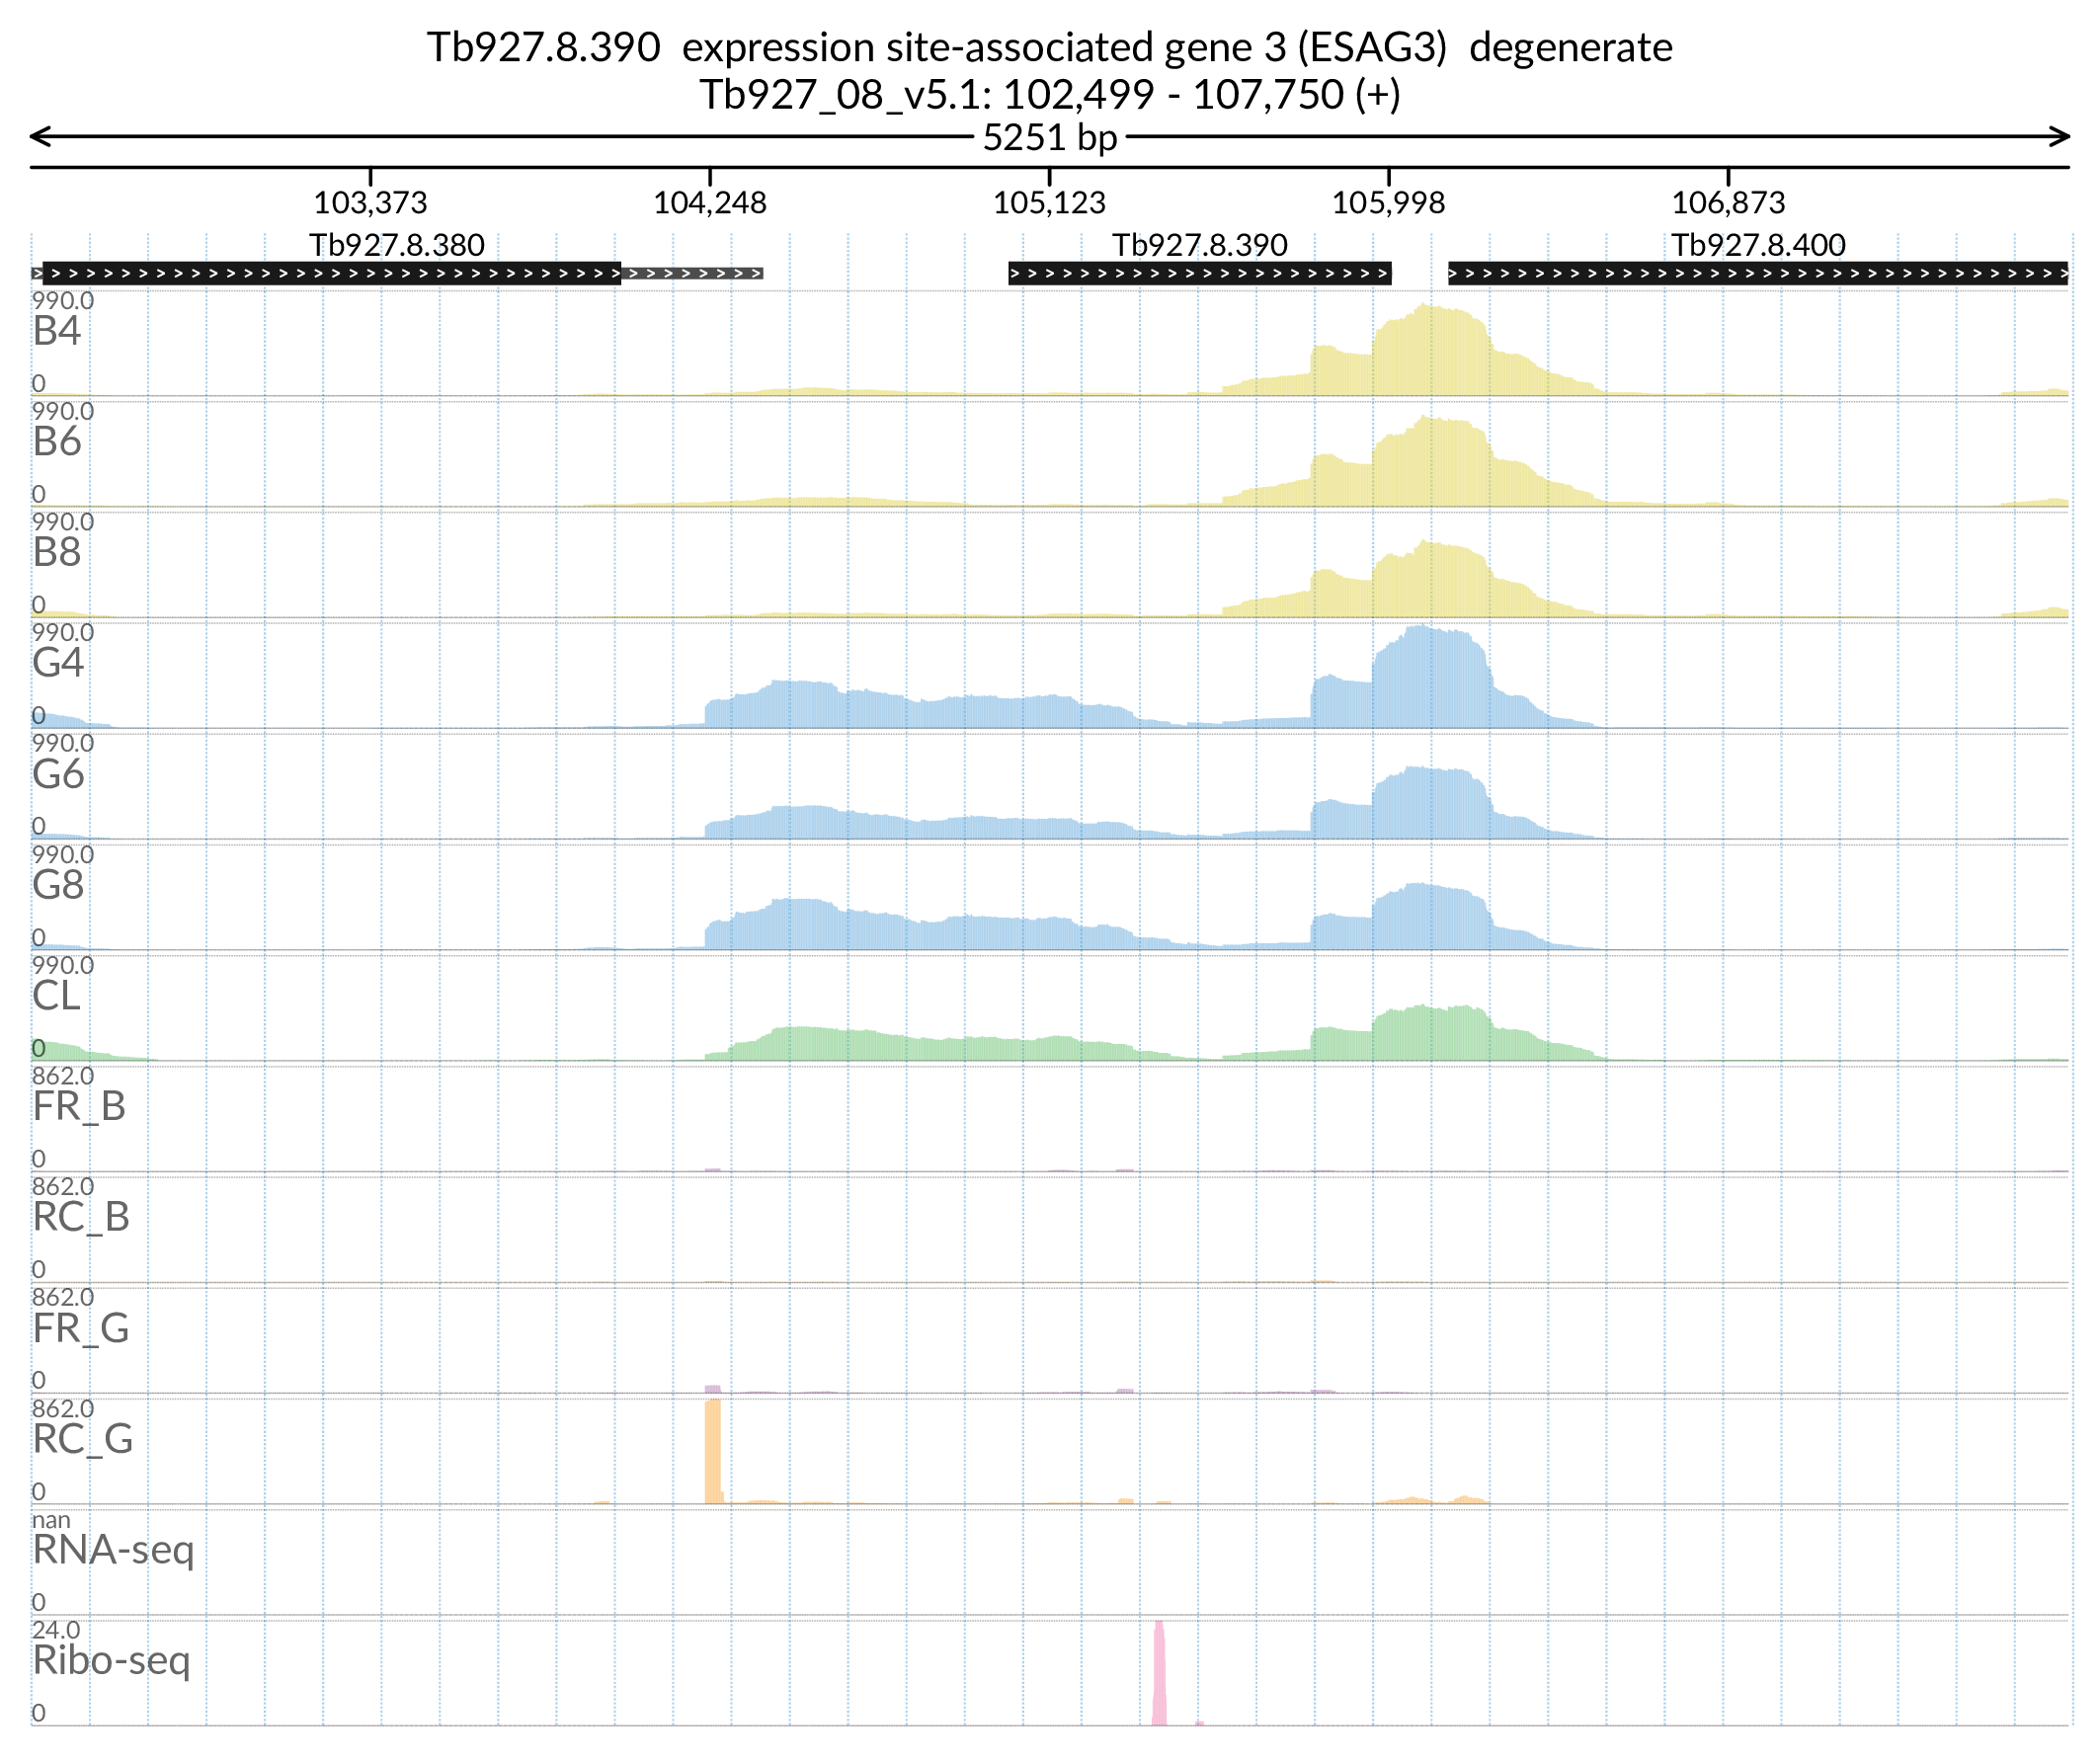 Tb927.8.390 expression site-associated gene 3 (ESAG3) degenerate
Tb927_08_v5.1: 102,499 - 107,750 (+)
5251 bp
103,373 104,248 105,123 105,998 106,873
Tb927.8.380 Tb927.8.390 Tb927.8.400
990.0
B4
0
990.0
B6
0
990.0
B8
0
990.0
G4
0
990.0
G6
0
990.0
G8
0
990.0
CL
0
862.0
FR_B
0
862.0
RC_B
0
862.0
FR_G
0
862.0
RC_G
0
nan
RNA-seq
0
24.0
Ribo-seq
0